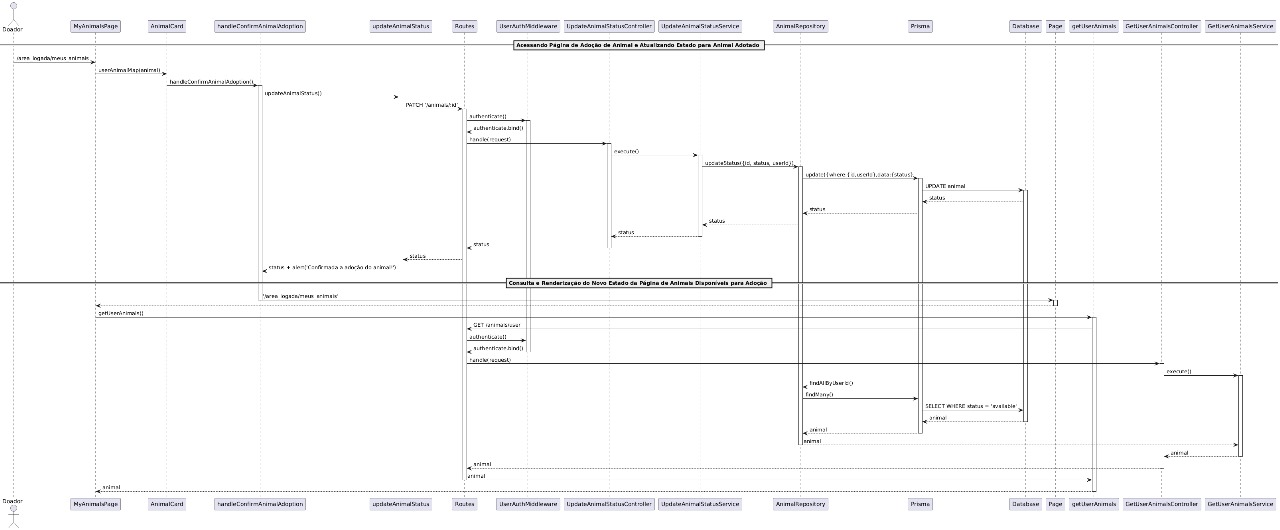 Doador
MyAnimalsPage
AnimalCard
handleConfirmAnimalAdoption
updateAnimalStatus
Routes
UserAuthMiddleware
UpdateAnimalStatusController
UpdateAnimalStatusService
AnimalRepository
Prisma
Database
Page
getUserAnimals
GetUserAnimalsController
GetUserAnimalsService
Acessando Página da Adoção de Animal e Atualizando Estado para Animal Adotado
/area_logada/meus_animais
userAnimalMap(animal)
handleConfirmAnimalAdoption()
updateAnimalStatus()
PATCH '/animals/:id'
authenticate()
authenticate.bind()
handle(request)
execute()
updateStatus({id, status, userId})
update({where:{id,userId},data:{status}
UPDATE animal
status
status
status
status
status
status
status + alert('Confirmada a adoção do animal!')
Consulta e Renderização do Novo Estado da Página de Animais Disponíveis para Adoção
'/area_logada/meus_animais'
getUserAnimals()
GET /animals/user
authenticate()
authenticate.bind()
handle(request)
execute()
findAllByUserId()
findMany()
SELECT WHERE status = 'available'
animal
animal
animal
animal
animal
animal
animal
Doador
MyAnimalsPage
AnimalCard
handleConfirmAnimalAdoption
updateAnimalStatus
Routes
UserAuthMiddleware
UpdateAnimalStatusController
UpdateAnimalStatusService
AnimalRepository
Prisma
Database
Page
getUserAnimals
GetUserAnimalsController
GetUserAnimalsService